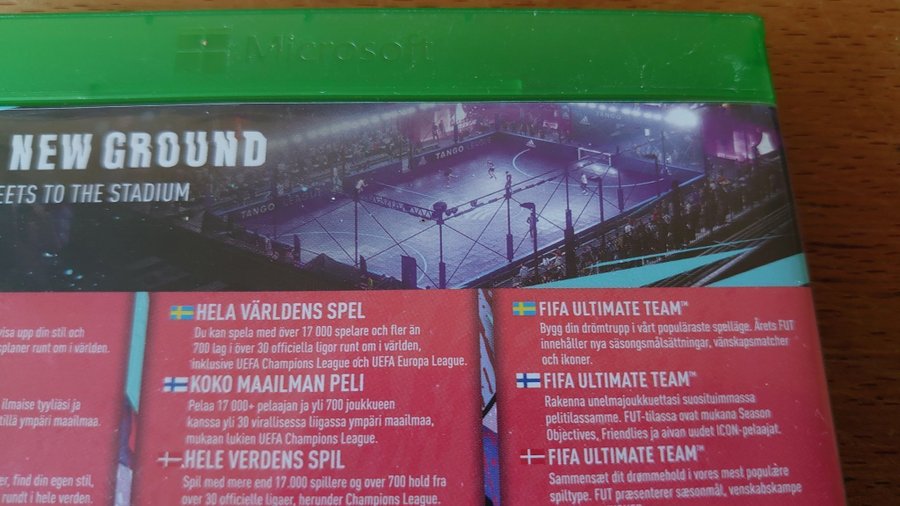 Microsoft
NEW GROUND
EETS TO THE STADIUM
TANGO LEAGUE
TANGO
visa upp din stil och
splaner runt om i världen.
ilmaise tyyliäsi ja
tillä ympäri maailmaa.
er, find din egen stil,
rundt i hele verden.
HELA VÄRLDENS SPEL
Du kan spela med över 17 000 spelare och fler än
700 lag i över 30 officiella ligor runt om i världen,
inklusive UEFA Champions League och UEFA Europa League.
KOKO MAAILMAN PELI
Pelaa 17000+ pelaajan ja yli 700 joukkueen
kanssa yli 30 virallisessa liigassa ympäri maailmaa,
mukaan lukien UEFA Champions League.
HELE VERDENS SPIL
Spil med mere end 17.000 spillere og over 700 hold fra
over 30 officielle ligaer, herunder Champions League.
FIFA ULTIMATE TEAM™
Bygg din drömtrupp i vårt populäraste spelläge. Årets FUT
innehåller nya säsongsmålsättningar, vänskapsmatcher
och ikoner.
FIFA ULTIMATE TEAM™
Rakenna unelmajoukkuettasi suosituimmassa
pelitilassamme. FUT-tilassa ovat mukana Season
Objectives, Friendlies ja aivan uudet ICON-pelaajat.
FIFA ULTIMATE TEAM™
Sammensæt dit drømmehold i vores mest populære
spiltype. FUT præsenterer sæsonmål, venskabskampe